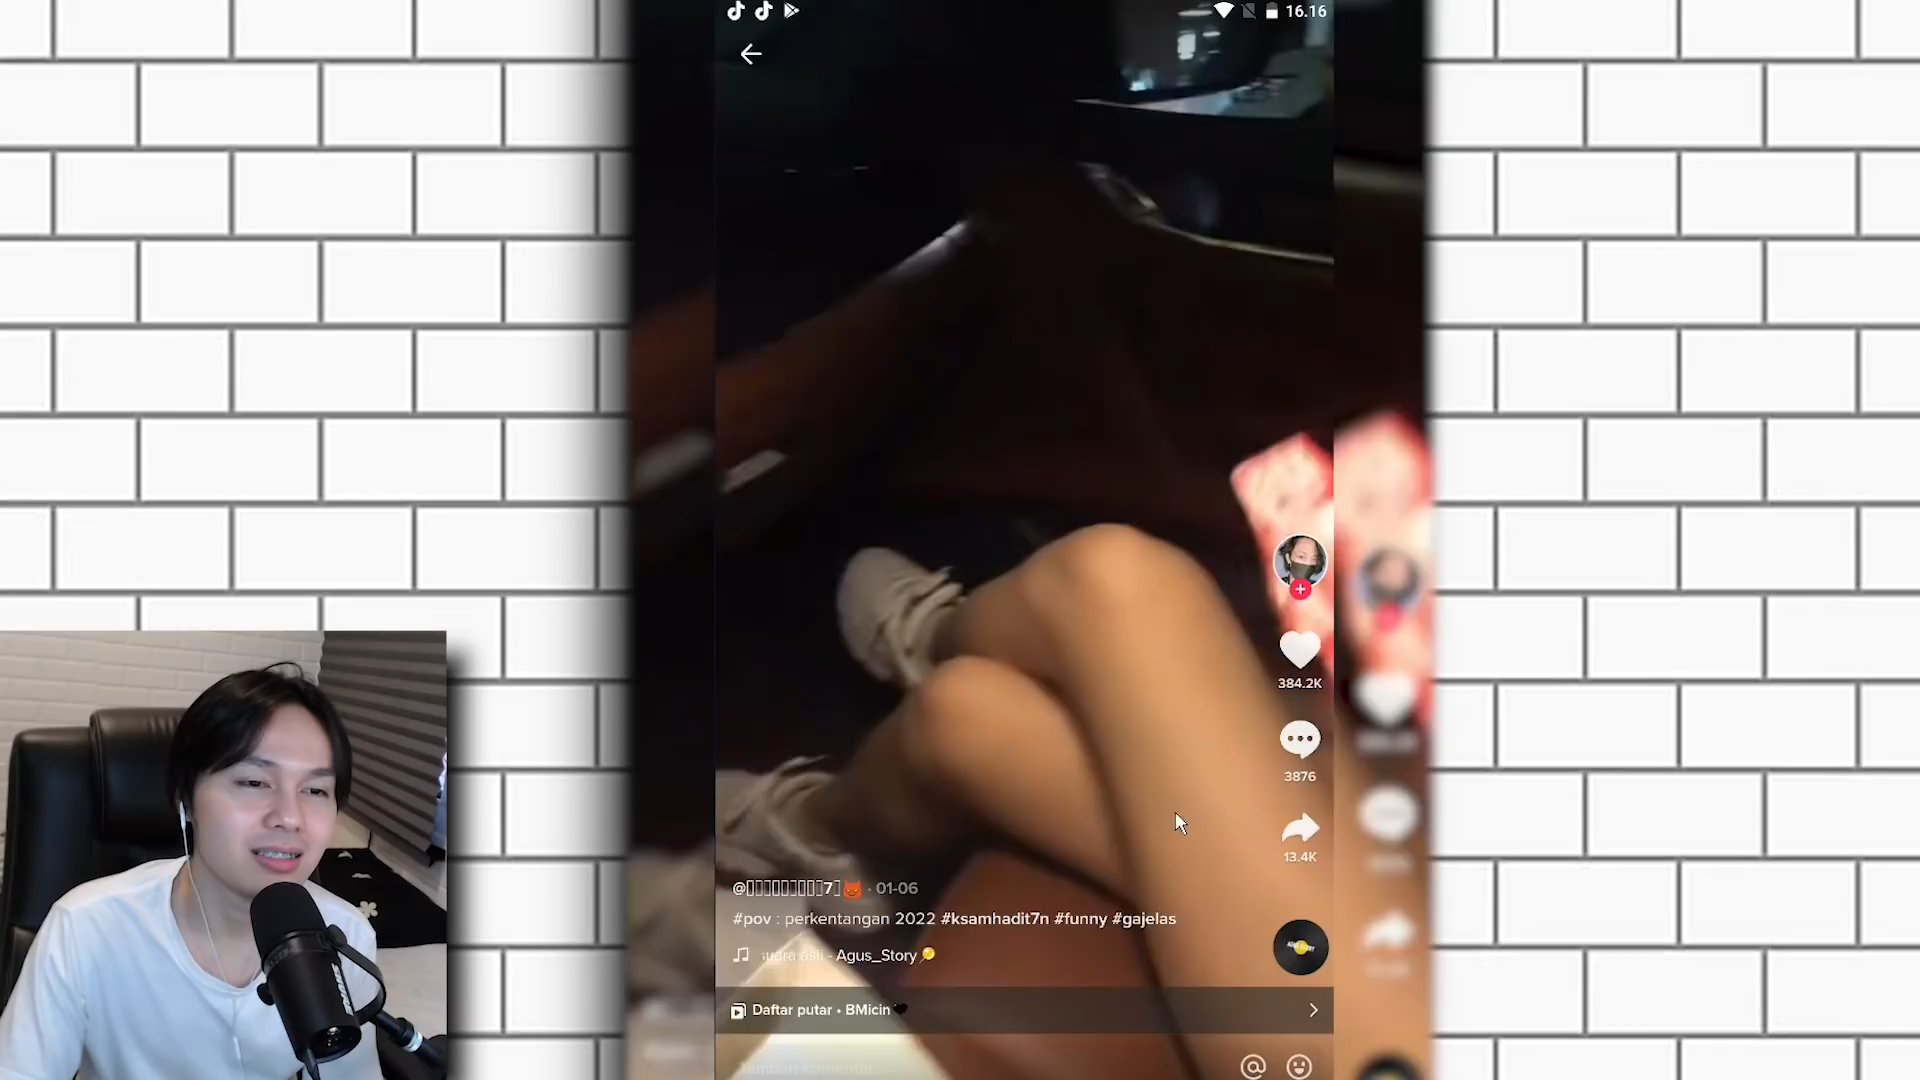 16.16
384.2K
3876
13.4K
7 · 01-06
#pov : perkentangan 2022 #ksamhadit7n #funny #gajelas
- Agus_Story
Daftar putar • BMicin